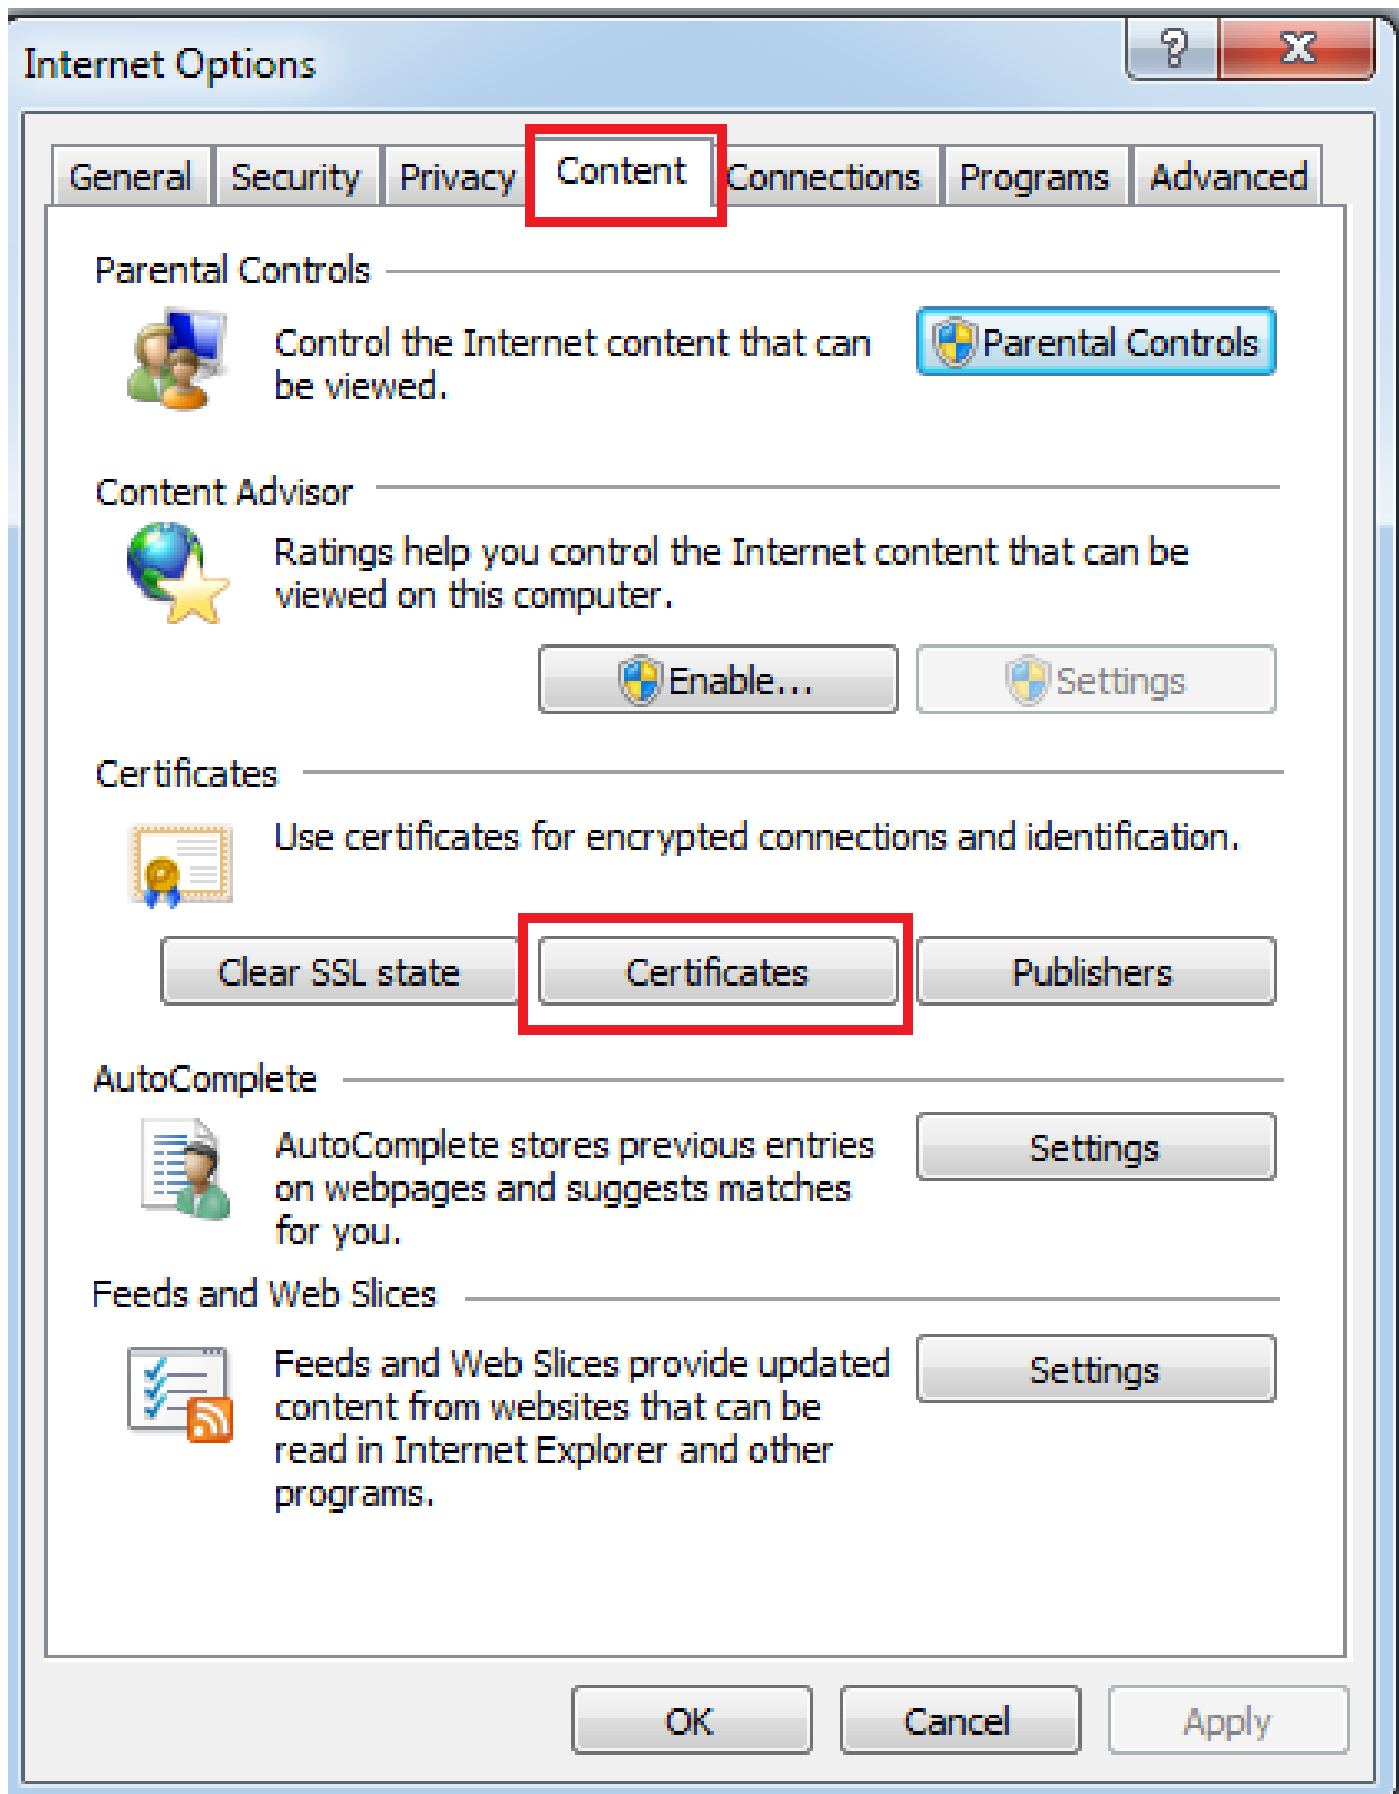 Internet Options
?
General Security Privacy Content Connections Programs Advanced
Parental Controls
Control the Internet content that can
be viewed.
Parental Controls
Content Advisor
Ratings help you control the Internet content that can be
viewed on this computer.
Enable... Settings
Certificates
Use certificates for encrypted connections and identification.
Clear SSL state Certificates Publishers
AutoComplete
AutoComplete stores previous entries
on webpages and suggests matches
for you.
Settings
Feeds and Web Slices
Feeds and Web Slices provide updated
content from websites that can be
read in Internet Explorer and other
programs.
Settings
OK Cancel Apply